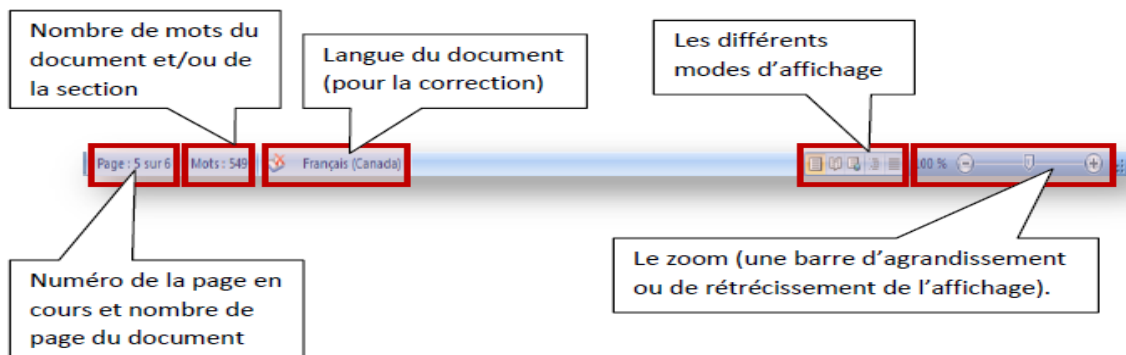 Nombre de mots du
document et/ou de
la section
Langue du document
(pour la correction)
Les différents
modes d'affichage
Page : 5 sur 6
Mots : 549
Français (Canada)
00 %
Numéro de la page en
cours et nombre de
page du document
Le zoom (une barre d'agrandissement
ou de rétrécissement de l'affichage).